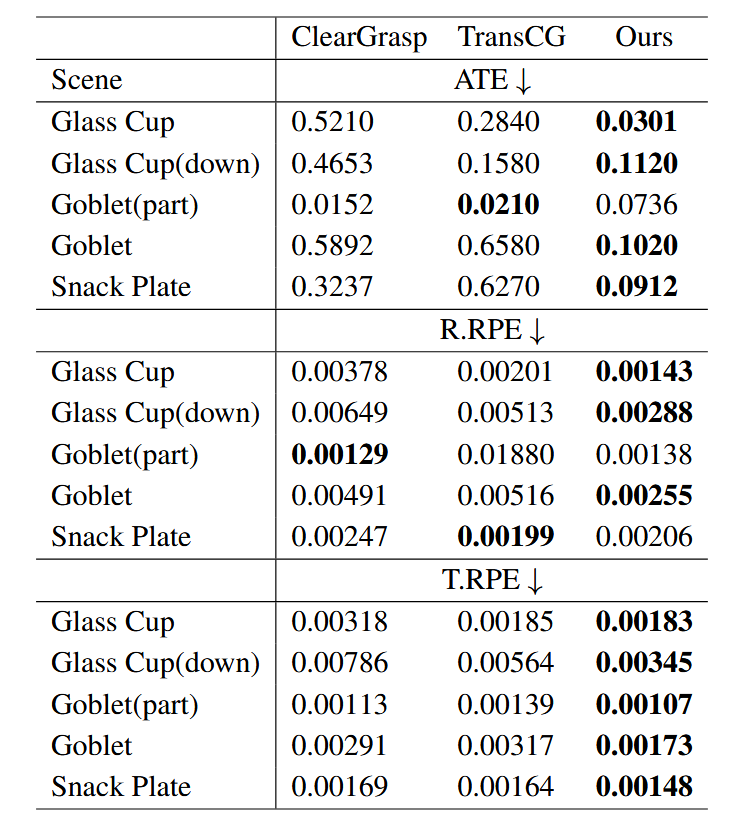 ClearGrasp TransCG Ours
Scene ATE ↓
Glass Cup 0.5210 0.2840 0.0301
Glass Cup(down) 0.4653 0.1580 0.1120
Goblet(part) 0.0152 0.0210 0.0736
Goblet 0.5892 0.6580 0.1020
Snack Plate 0.3237 0.6270 0.0912
R.RPE ↓
Glass Cup 0.00378 0.00201 0.00143
Glass Cup(down) 0.00649 0.00513 0.00288
Goblet(part) 0.00129 0.01880 0.00138
Goblet 0.00491 0.00516 0.00255
Snack Plate 0.00247 0.00199 0.00206
T.RPE ↓
Glass Cup 0.00318 0.00185 0.00183
Glass Cup(down) 0.00786 0.00564 0.00345
Goblet(part) 0.00113 0.00139 0.00107
Goblet 0.00291 0.00317 0.00173
Snack Plate 0.00169 0.00164 0.00148